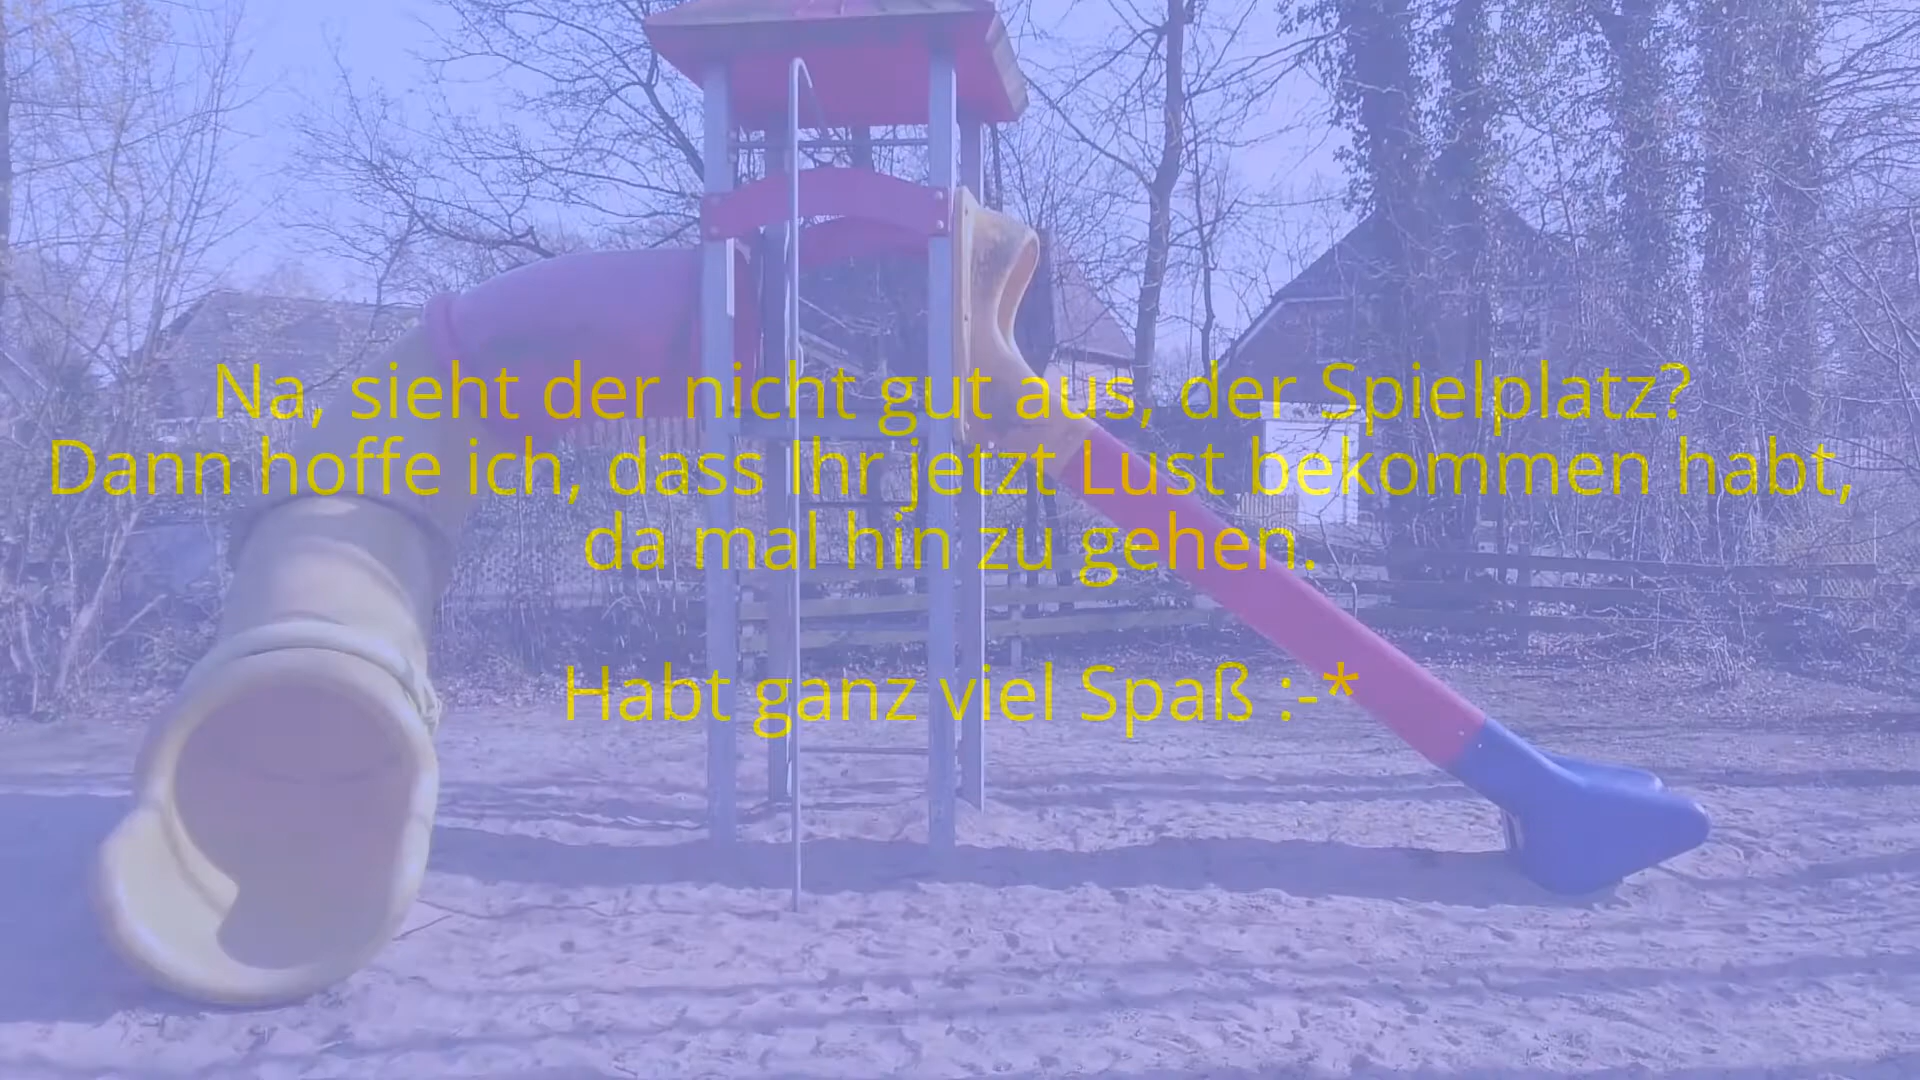 Na, sieht der nicht gut aus, der Spielplatz?
Dann hoffe ich, dass Ihr jetzt Lust bekommen habt,
da mal hin zu gehen.
Habt ganz viel Spaß :-*